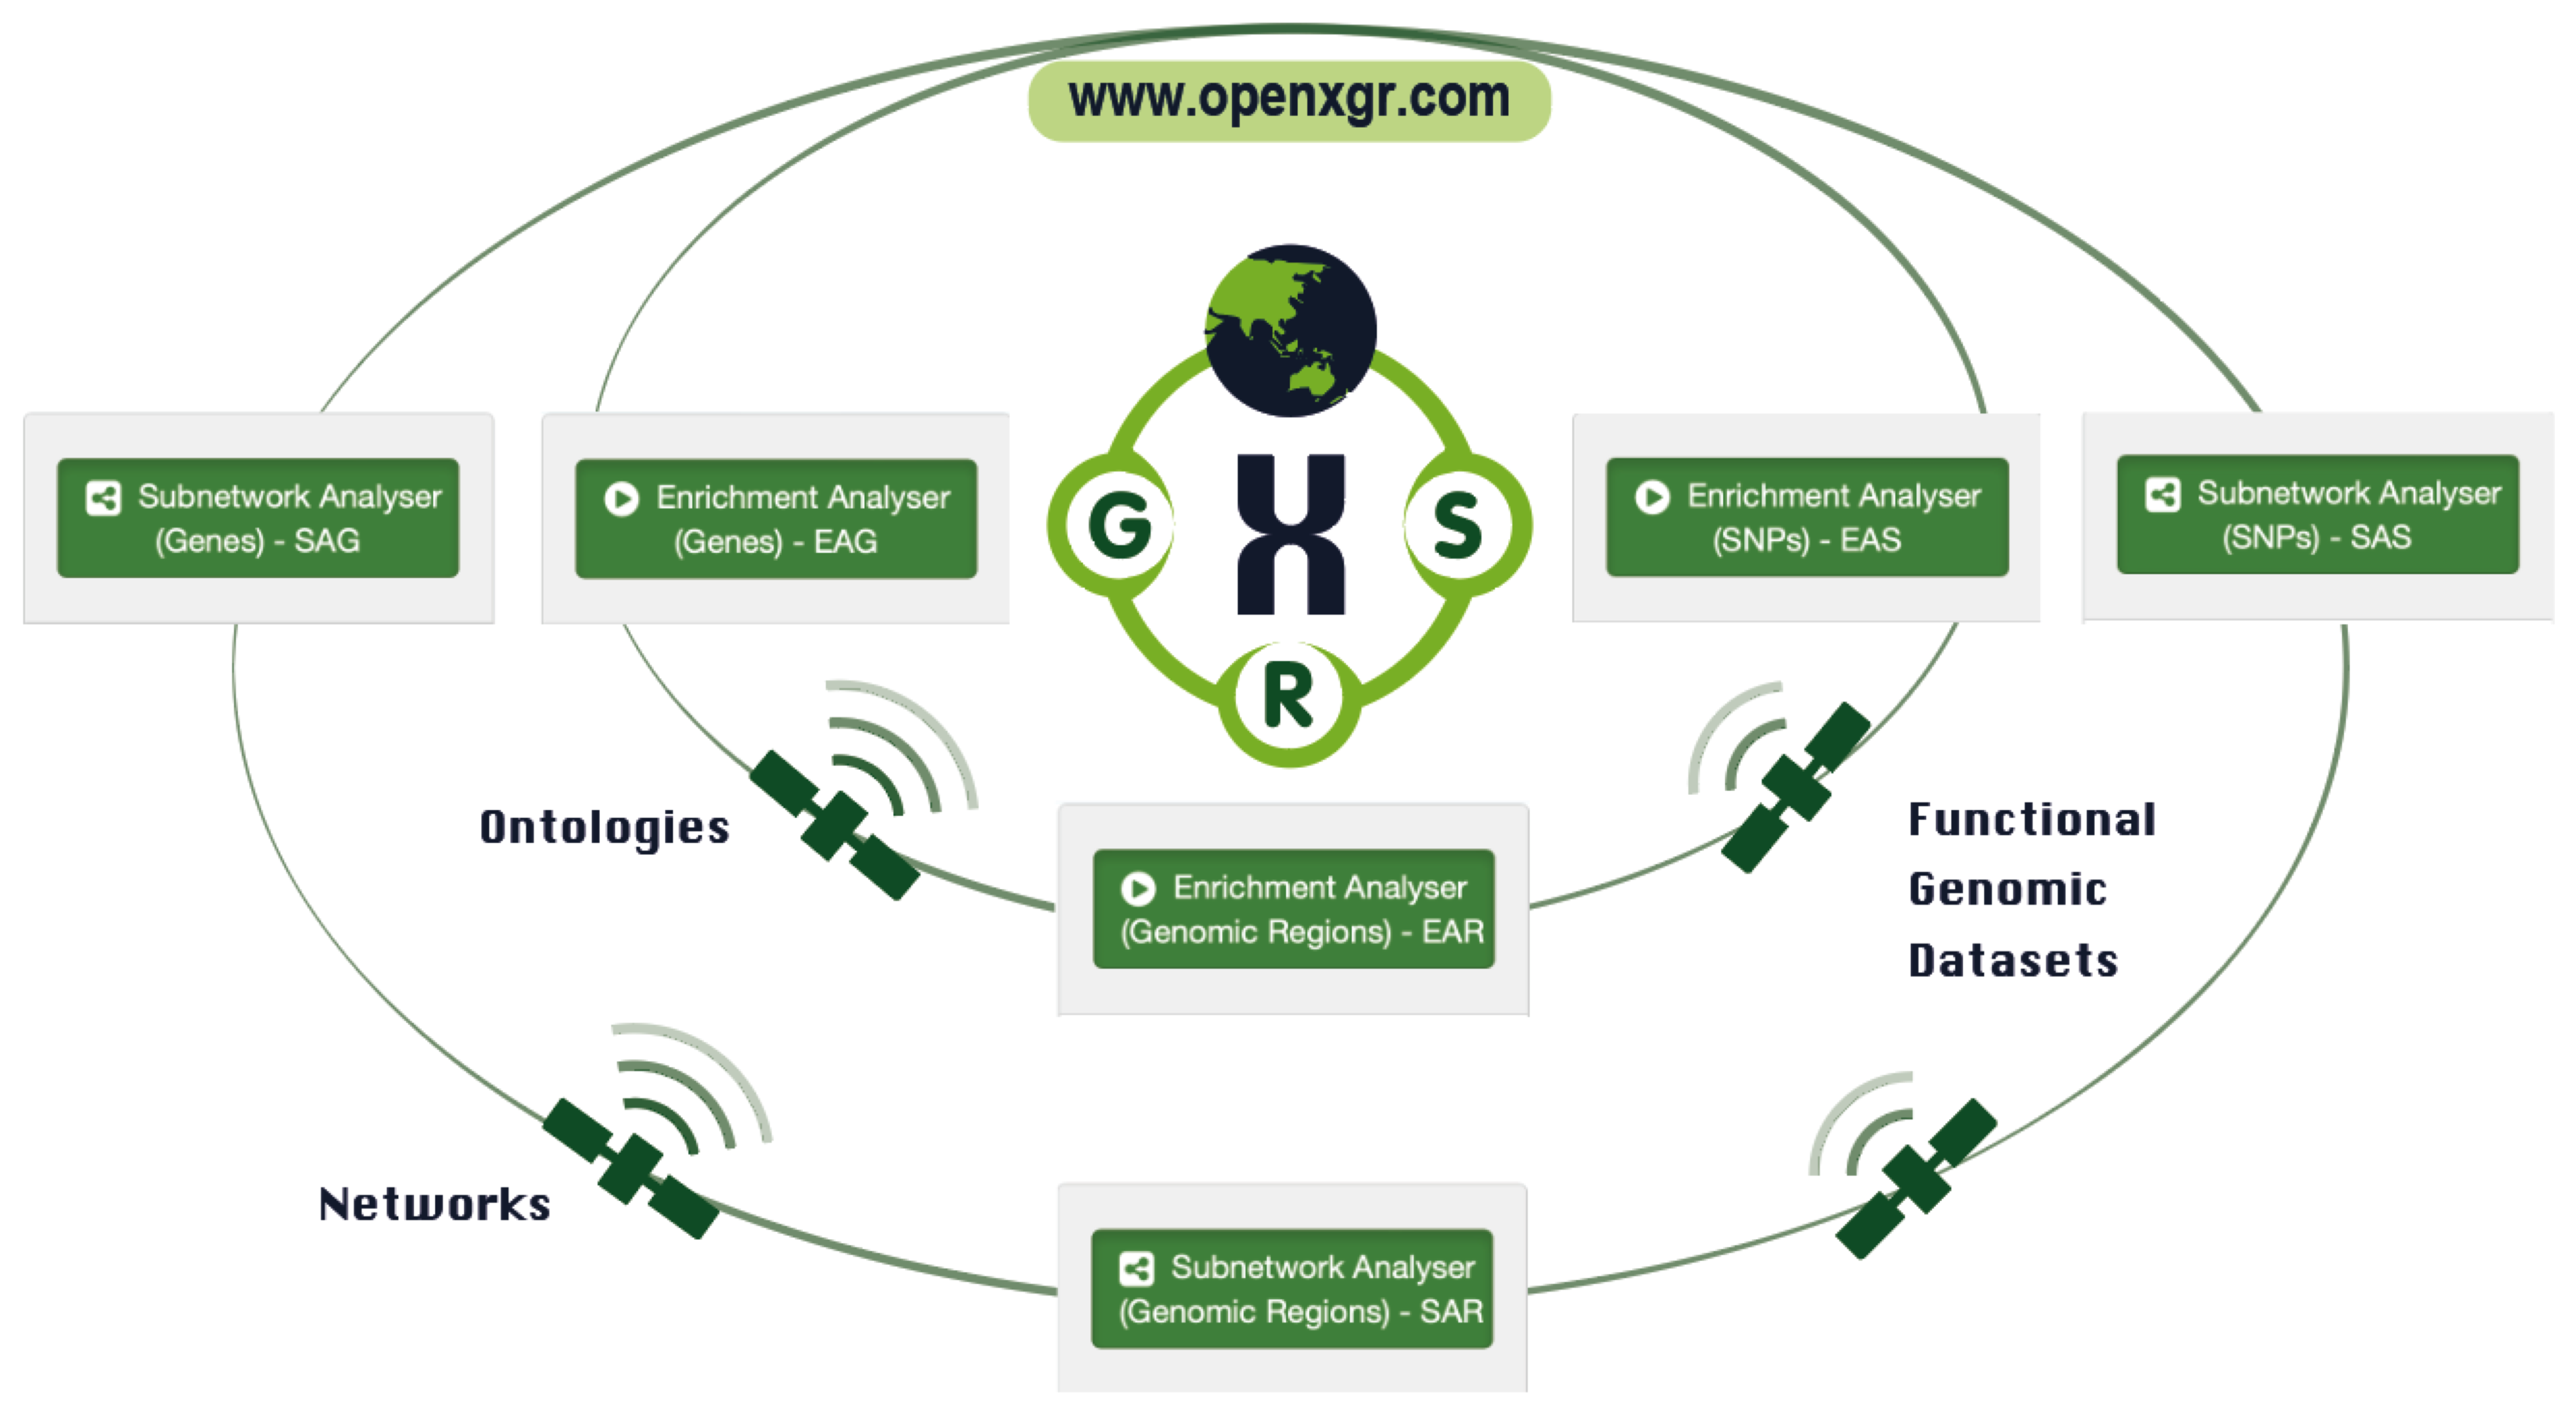 www.openxgr.com
Subnetwork Analyser
(Genes) - SAG
Enrichment Analyser
(Genes) - EAG
G
X
S
R
Enrichment Analyser
(SNPs) - EAS
Subnetwork Analyser
(SNPs) - SAS
Ontologies
Enrichment Analyser
(Genomic Regions) - EAR
Functional
Genomic
Datasets
Networks
Subnetwork Analyser
(Genomic Regions) - SAR